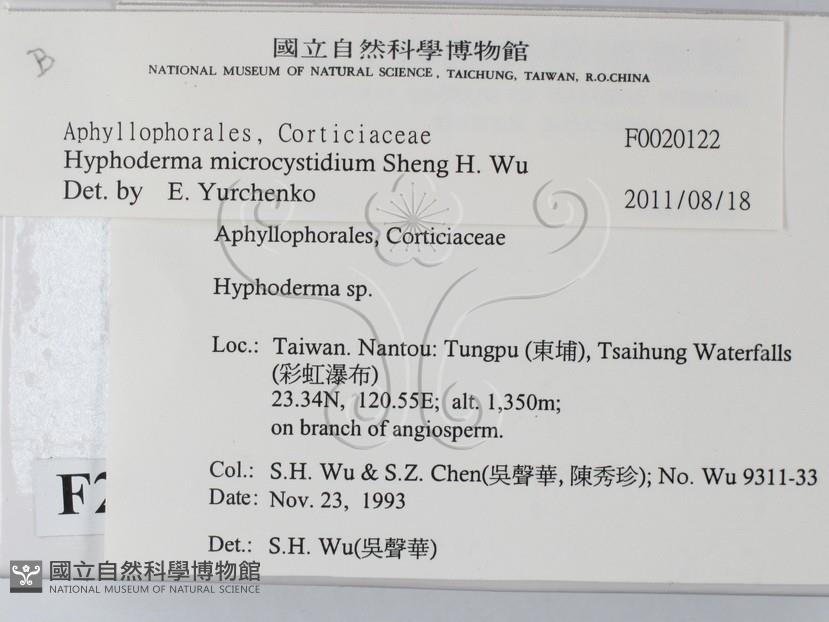 B
國立自然科學博物館
NATIONAL MUSEUM OF NATURAL SCIENCE, TAICHUNG, TAIWAN, R.O.CHINA
Aphyllophorales, Corticiaceae F0020122
Hyphoderma microcystidium Sheng H. Wu
Det. by E. Yurchenko 2011/08/18
Aphyllophorales, Corticiaceae
Hyphoderma sp.
Loc.: Taiwan. Nantou: Tungpu (東埔), Tsaihung Waterfalls
(彩虹瀑布)
23.34N, 120.55E; alt. 1,350m;
on branch of angiosperm.
Col.: S.H. Wu & S.Z. Chen(吳聲華, 陳秀珍); No. Wu 9311-33
Date: Nov. 23, 1993
F2
Det.: S.H. Wu(吳聲華)
國立自然科學博物館
NATIONAL MUSEUM OF NATURAL SCIENCE